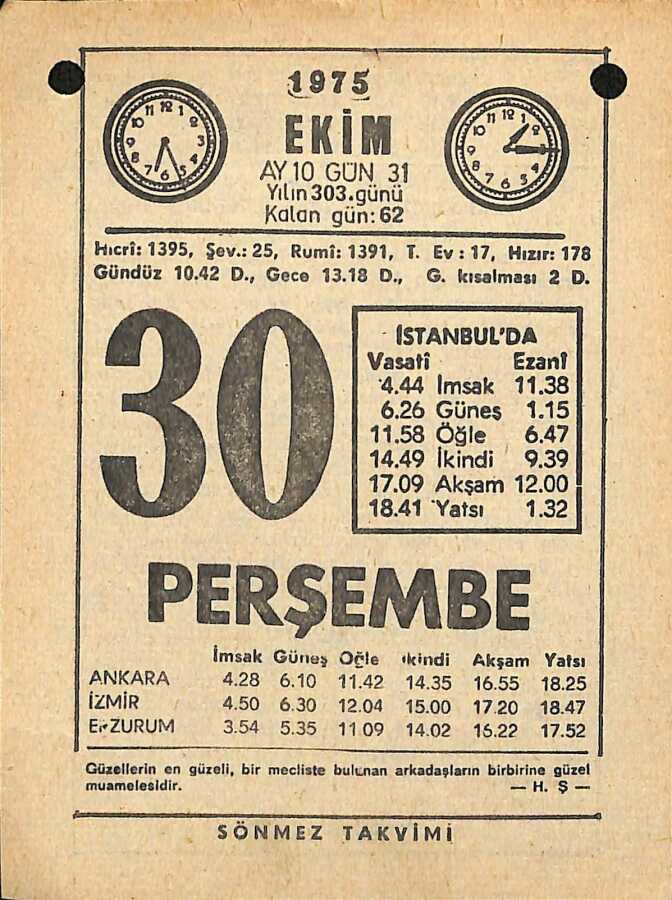 1975
EKİM
AY 10 GÜN 31
Yılın 303.günü
Kalan gün: 62
Hicrî: 1395, Şev.: 25, Rumî: 1391, T. Ev : 17, Hızır: 178
Gündüz 10.42 D., Gece 13.18 D., G. kısalması 2 D.
30
İSTANBUL'DA
Vasatî Ezanî
4.44 İmsak 11.38
6.26 Güneş 1.15
11.58 Öğle 6.47
14.49 İkindi 9.39
17.09 Akşam 12.00
18.41 Yatsı 1.32
PERŞEMBE
İmsak Güneş Öğle ikindi Akşam Yatsı
ANKARA 4.28 6.10 11.42 14.35 16.55 18.25
İZMİR 4.50 6.30 12.04 15.00 17.20 18.47
ERZURUM 3.54 5.35 11 09 14.02 16.22 17.52
Güzellerin en güzeli, bir mecliste bulunan arkadaşların birbirine güzel
muamelesidir. — H. Ş —
SÖNMEZ TAKVİMİ